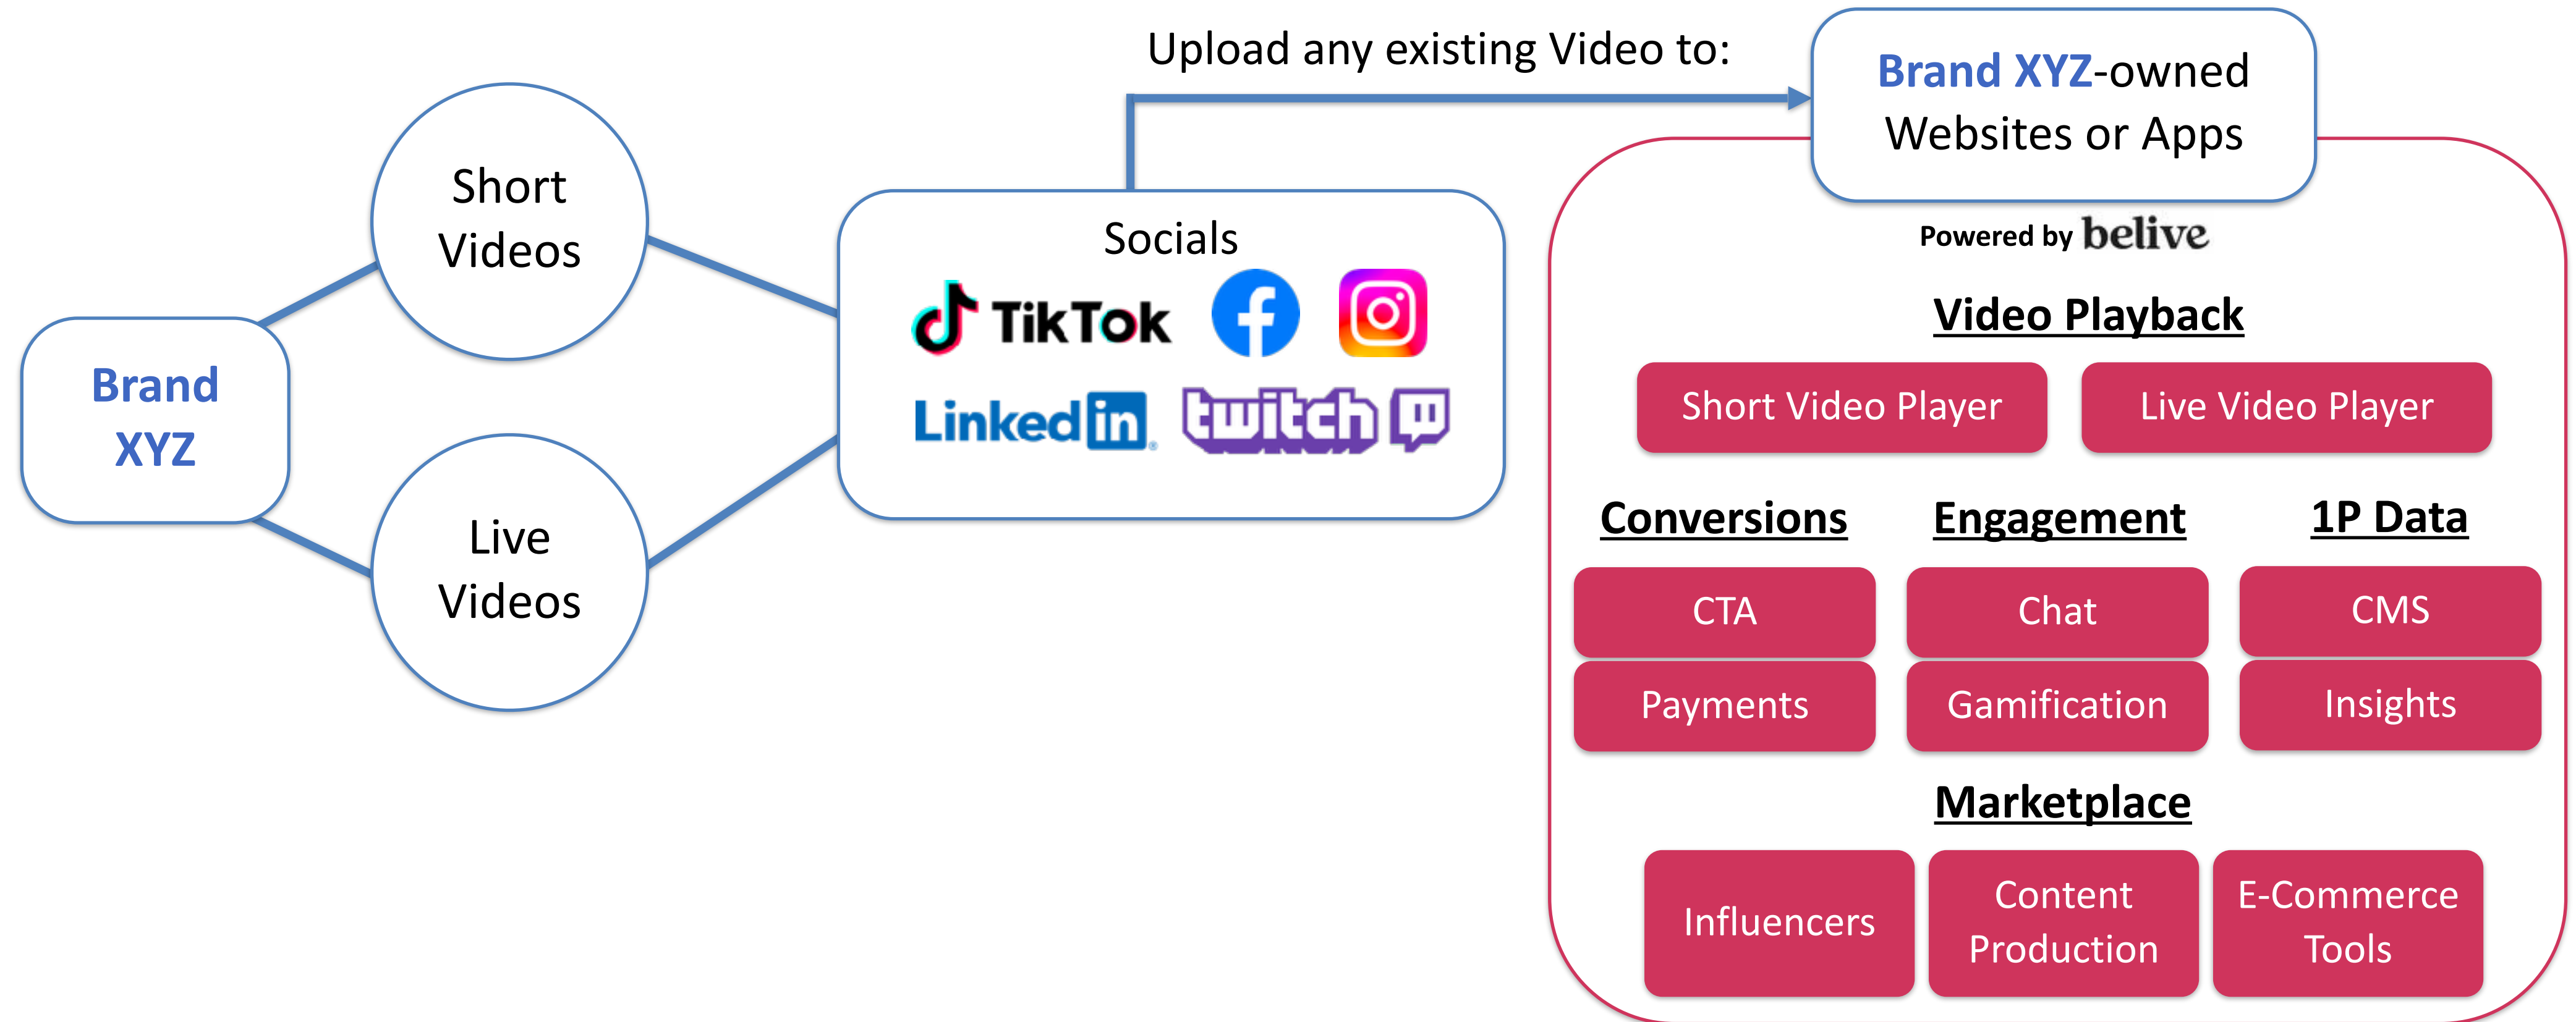 Upload any existing Video to:
Brand XYZ-owned
Websites or Apps
Short
Videos
Brand
XYZ
Live
Videos
Socials
TikTok
Linked in®
twitch
Powered by belive
Video Playback
Short Video Player
Live Video Player
Conversions
Engagement
1P Data
CTA
Chat
CMS
Payments
Gamification
Insights
Marketplace
Influencers
Content
Production
E-Commerce
Tools